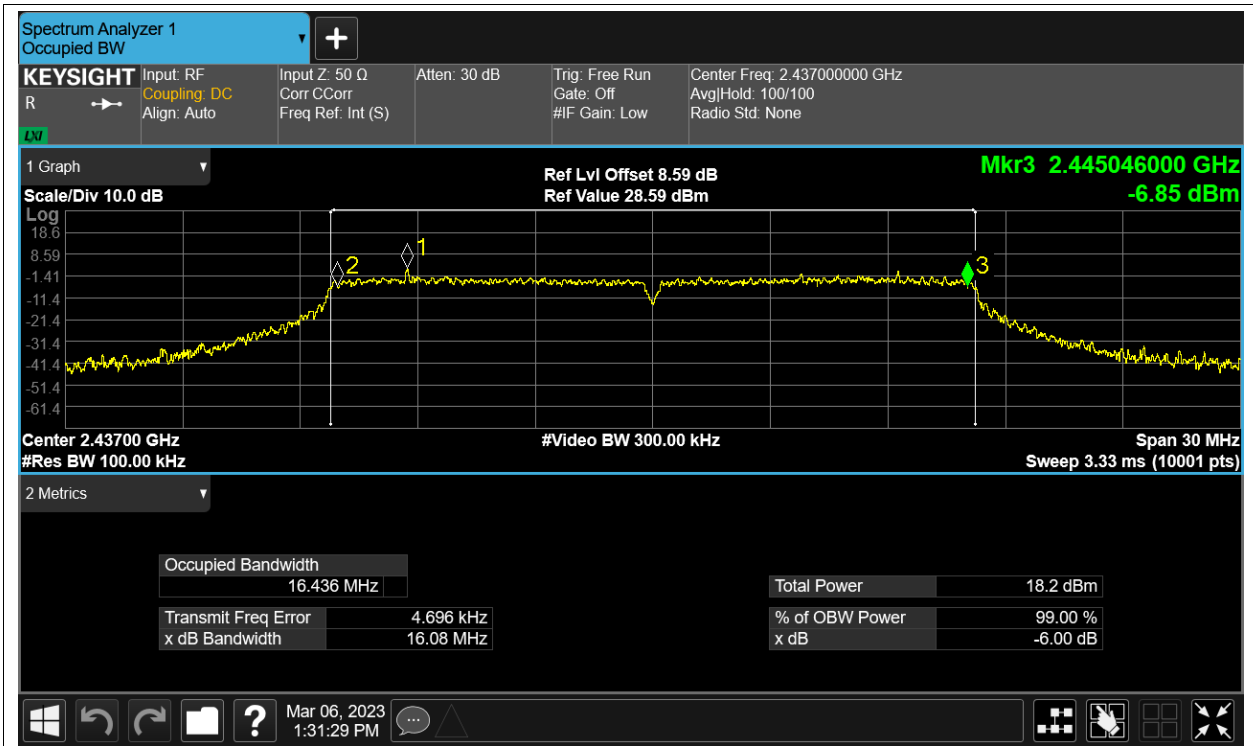 Spectrum Analyzer 1
Occupied BW
KEYSIGHT
R
LXI
Input: RF
Coupling: DC
Align: Auto
Input Z: 50 Ω
Corr CCorr
Freq Ref: Int (S)
Atten: 30 dB
Trig: Free Run
Gate: Off
#IF Gain: Low
Center Freq: 2.437000000 GHz
Avg|Hold: 100/100
Radio Std: None
1 Graph
Scale/Div 10.0 dB
Ref Lvl Offset 8.59 dB
Ref Value 28.59 dBm
Mkr3 2.445046000 GHz
-6.85 dBm
Log
18.6
8.59
-1.41
-11.4
-21.4
-31.4
-41.4
-51.4
-61.4
1
2
3
Center 2.43700 GHz
#Res BW 100.00 kHz
#Video BW 300.00 kHz
Span 30 MHz
Sweep 3.33 ms (10001 pts)
2 Metrics
Occupied Bandwidth
16.436 MHz
Transmit Freq Error 4.696 kHz
x dB Bandwidth 16.08 MHz
Total Power 18.2 dBm
% of OBW Power 99.00 %
x dB -6.00 dB
?
Mar 06, 2023
1:31:29 PM